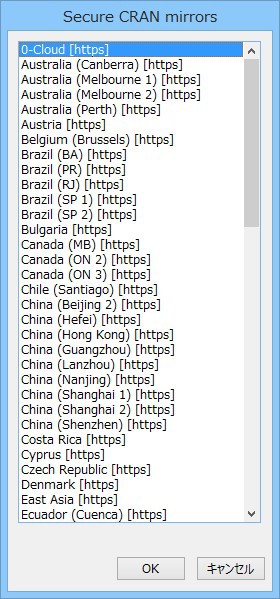 Secure CRAN mirrors
0-Cloud [https]
Australia (Canberra) [https]
Australia (Melbourne 1) [https]
Australia (Melbourne 2) [https]
Australia (Perth) [https]
Austria [https]
Belgium (Brussels) [https]
Brazil (BA) [https]
Brazil (PR) [https]
Brazil (RJ) [https]
Brazil (SP 1) [https]
Brazil (SP 2) [https]
Bulgaria [https]
Canada (MB) [https]
Canada (ON 2) [https]
Canada (ON 3) [https]
Chile (Santiago) [https]
China (Beijing 2) [https]
China (Hefei) [https]
China (Hong Kong) [https]
China (Guangzhou) [https]
China (Lanzhou) [https]
China (Nanjing) [https]
China (Shanghai 1) [https]
China (Shanghai 2) [https]
China (Shenzhen) [https]
Costa Rica [https]
Cyprus [https]
Czech Republic [https]
Denmark [https]
East Asia [https]
Ecuador (Cuenca) [https]
OK キャンセル